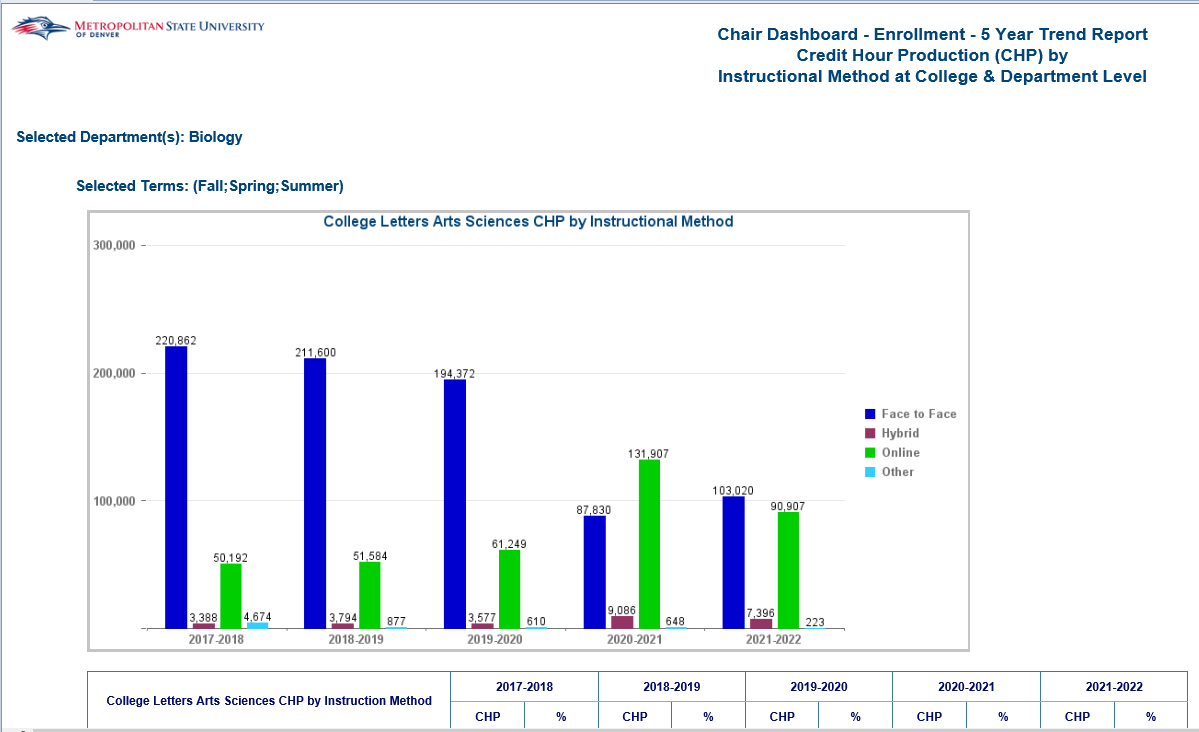 METROPOLITAN STATE UNIVERSITY
OF DENVER
Chair Dashboard - Enrollment - 5 Year Trend Report
Credit Hour Production (CHP) by
Instructional Method at College & Department Level
Selected Department(s): Biology
Selected Terms: (Fall;Spring;Summer)
College Letters Arts Sciences CHP by Instructional Method
300,000
220,862
211,600
200,000
194,372
131,907
Face to Face
Hybrid
Online
Other
100,000
103,020
87,830
90,907
50,192
51,584
61,249
3,388
4,674
3,794
877
3,577
610
9,086
648
7,396
223
2017-2018
2018-2019
2019-2020
2020-2021
2021-2022
College Letters Arts Sciences CHP by Instruction Method
2017-2018
2018-2019
2019-2020
2020-2021
2021-2022
CHP % CHP % CHP % CHP % CHP %